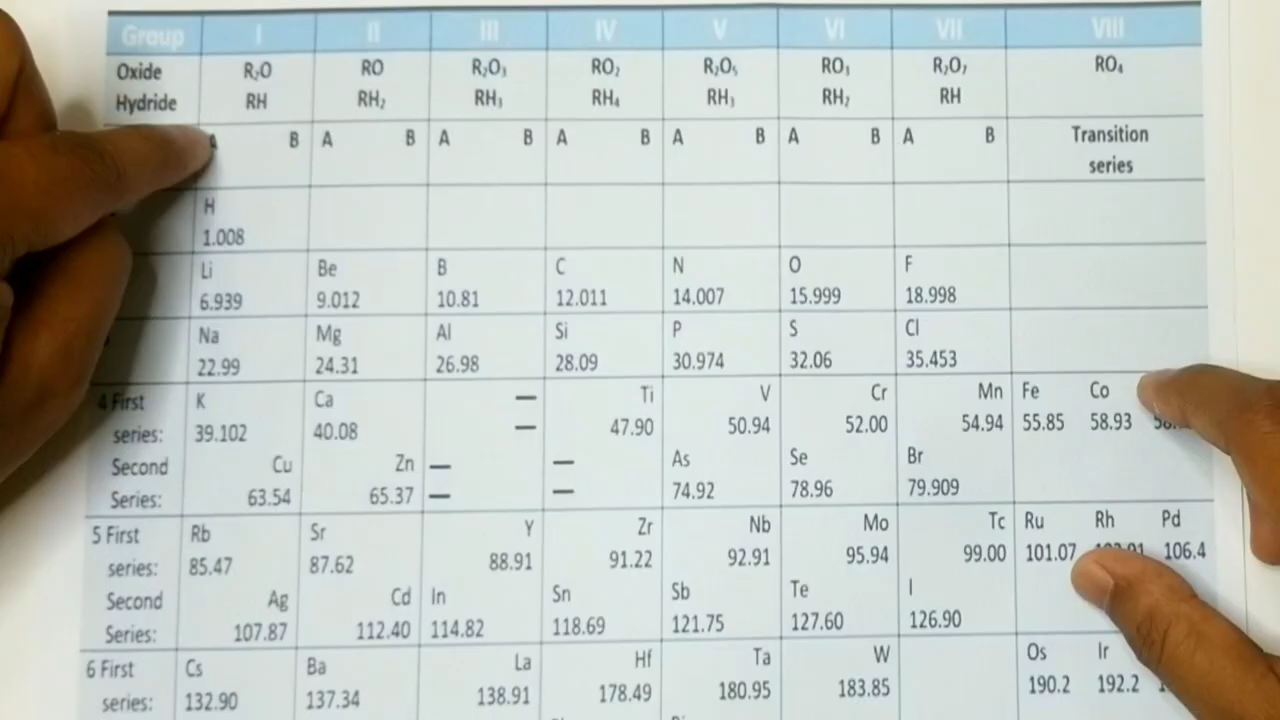 Group I II III IV V VI VII VIII
Oxide R₂O RO R₂O₃ RO₂ R₂O₅ RO₃ R₂O₇ RO₄
Hydride RH RH₂ RH₃ RH₄ RH₃ RH₂ RH
A B A B A B A B A B A B A B Transition
series
H
1.008
Li Be B C N O F
6.939 9.012 10.81 12.011 14.007 15.999 18.998
Na Mg Al Si P S Cl
22.99 24.31 26.98 28.09 30.974 32.06 35.453
4 First K Ca — Ti V Cr Mn Fe Co
series: 39.102 40.08 — 47.90 50.94 52.00 54.94 55.85 58.93
Second Cu Zn — — As Se Br
Series: 63.54 65.37 — — 74.92 78.96 79.909
5 First Rb Sr Y Zr Nb Mo Tc Ru Rh Pd
series: 85.47 87.62 88.91 91.22 92.91 95.94 99.00 101.07 106.4
Second Ag Cd In Sn Sb Te I
Series: 107.87 112.40 114.82 118.69 121.75 127.60 126.90
6 First Cs Ba La Hf Ta W Os Ir
series: 132.90 137.34 138.91 178.49 180.95 183.85 190.2 192.2